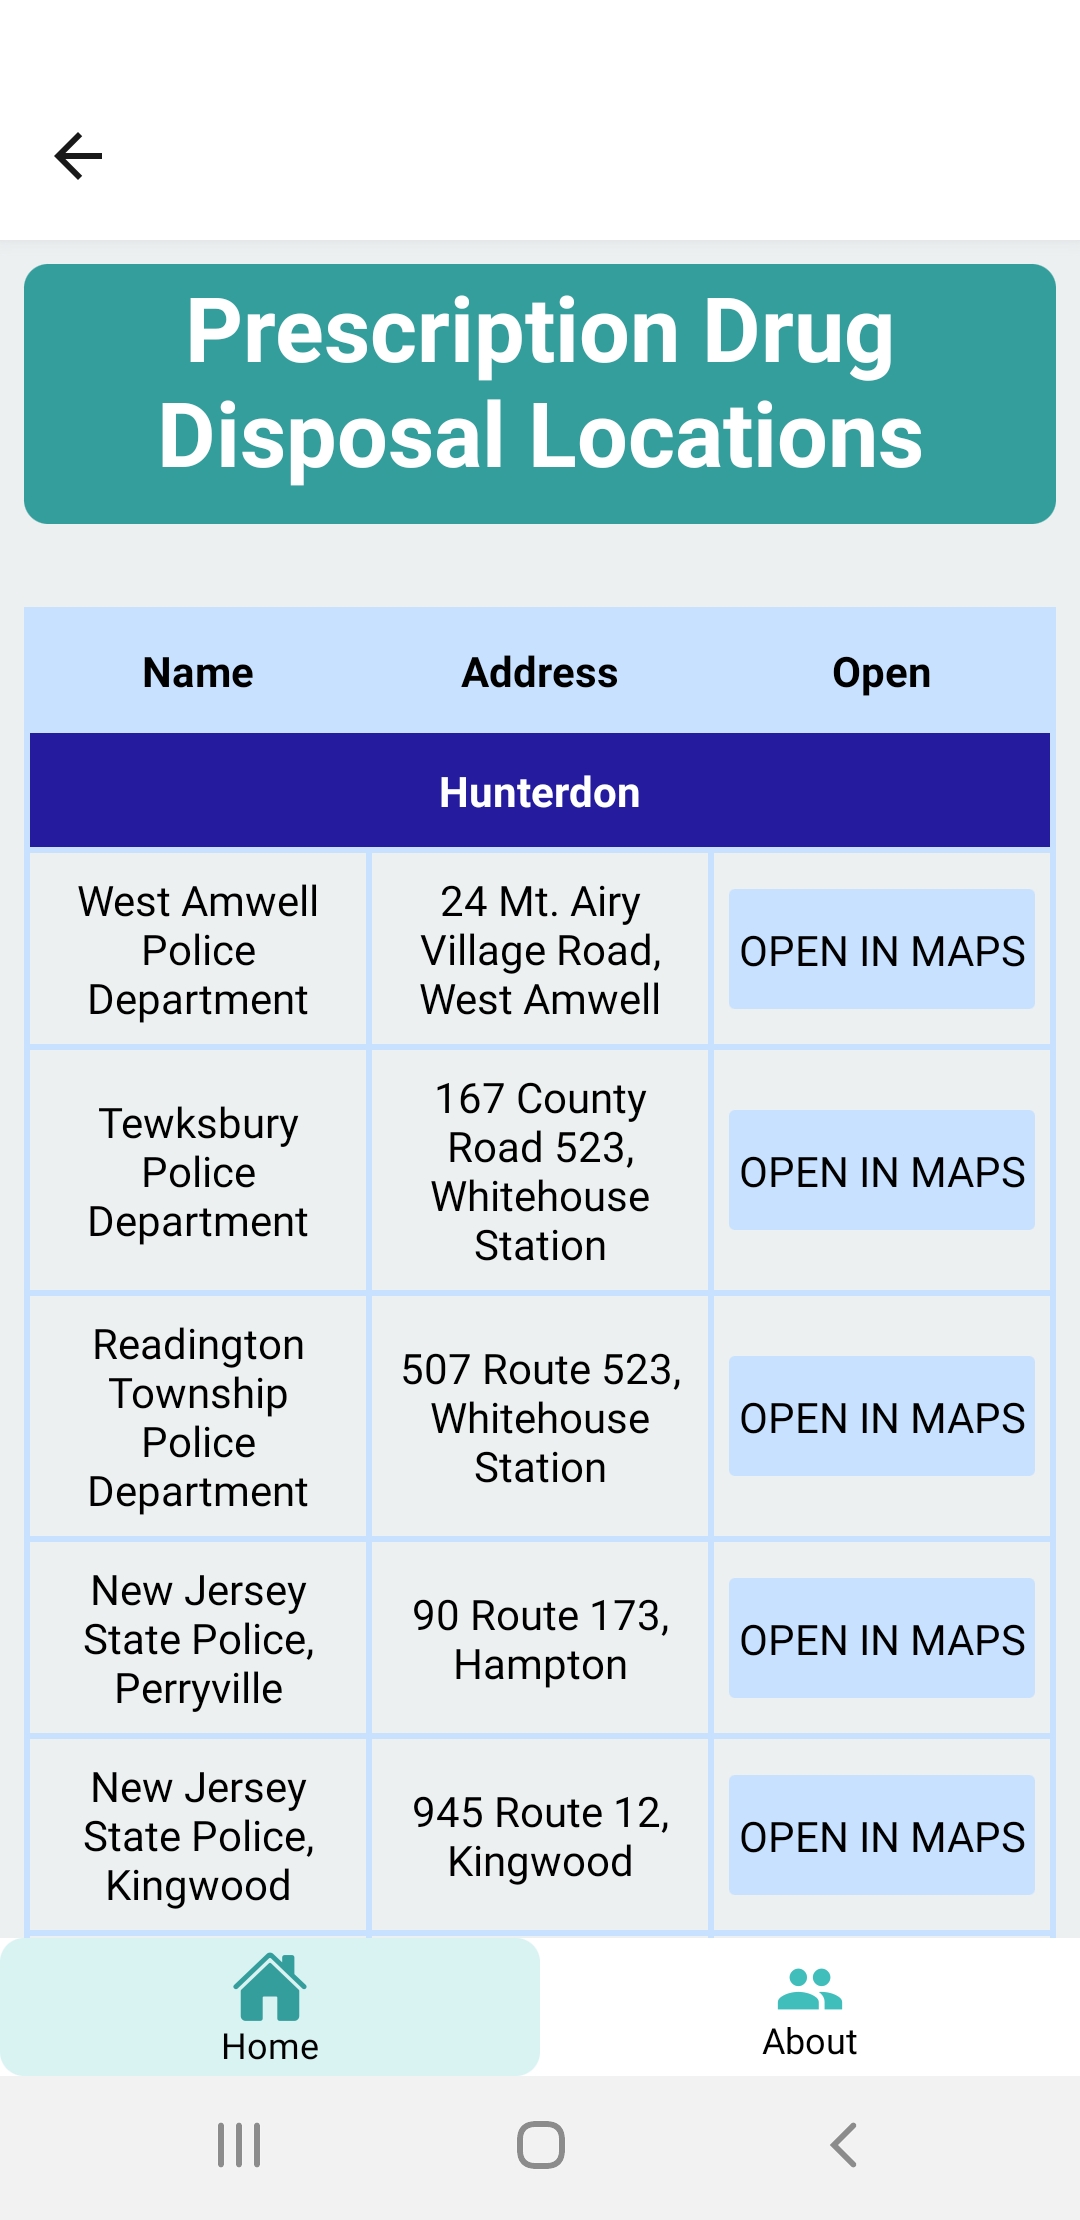 Prescription Drug
Disposal Locations
Name Address Open
Hunterdon
West Amwell
Police
Department
24 Mt. Airy
Village Road,
West Amwell
OPEN IN MAPS
Tewksbury
Police
Department
167 County
Road 523,
Whitehouse
Station
OPEN IN MAPS
Readington
Township
Police
Department
507 Route 523,
Whitehouse
Station
OPEN IN MAPS
New Jersey
State Police,
Perryville
90 Route 173,
Hampton
OPEN IN MAPS
New Jersey
State Police,
Kingwood
945 Route 12,
Kingwood
OPEN IN MAPS
Home
About